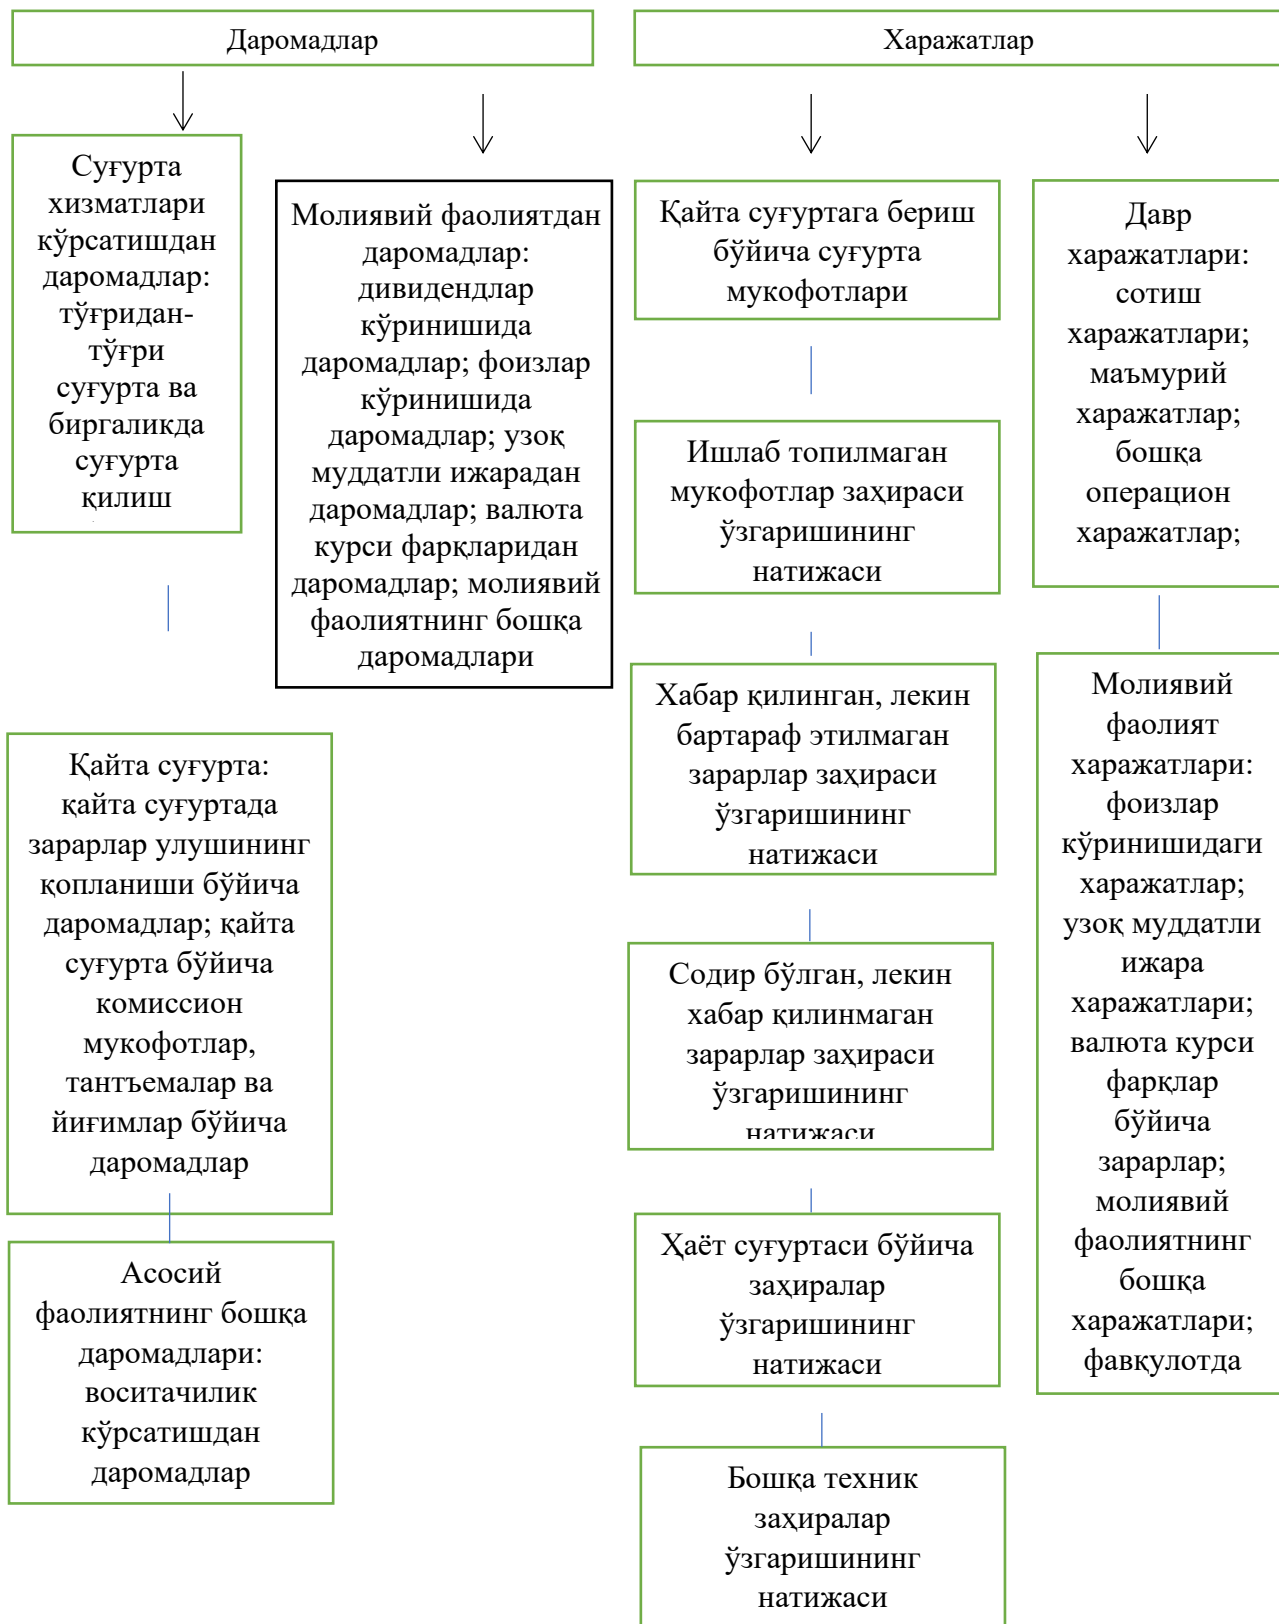 Даромадлар
Харажатлар
Суғурта
хизматлари
кўрсатишдан
даромадлар:
тўғридан-
тўғри
суғурта ва
биргаликда
суғурта
қилиш
Қайта суғурта:
қайта суғуртада
зарарлар улушининг
қопланиши бўйича
даромадлар; қайта
суғурта бўйича
комиссион
мукофотлар,
тантъемалар ва
йиғимлар бўйича
даромадлар
Асосий
фаолиятнинг бошқа
даромадлари:
воситачилик
кўрсатишдан
даромадлар
Молиявий фаолиятдан
даромадлар:
дивидендлар
кўринишида
даромадлар; фоизлар
кўринишида
даромадлар; узоқ
муддатли ижарадан
даромадлар; валюта
курси фарқларидан
даромадлар; молиявий
фаолиятнинг бошқа
даромадлари
Қайта суғуртага бериш
бўйича суғурта
мукофотлари
Ишлаб топилмаган
мукофотлар заҳираси
ўзгаришининг
натижаси
Хабар қилинган, лекин
бартараф этилмаган
зарарлар заҳираси
ўзгаришининг
натижаси
Содир бўлган, лекин
хабар қилинмаган
зарарлар заҳираси
ўзгаришининг
натижаси
Ҳаёт суғуртаси бўйича
заҳиралар
ўзгаришининг
натижаси
Бошқа техник
заҳиралар
ўзгаришининг
натижаси
Давр
харажатлари:
сотиш
харажатлари;
маъмурий
харажатлар;
бошқа
операцион
харажатлар;
Молиявий
фаолият
харажатлари:
фоизлар
кўринишидаги
харажатлар;
узоқ муддатли
ижара
харажатлари;
валюта курси
фарқлар
бўйича
зарарлар;
молиявий
фаолиятнинг
бошқа
харажатлари;
фавқулотда